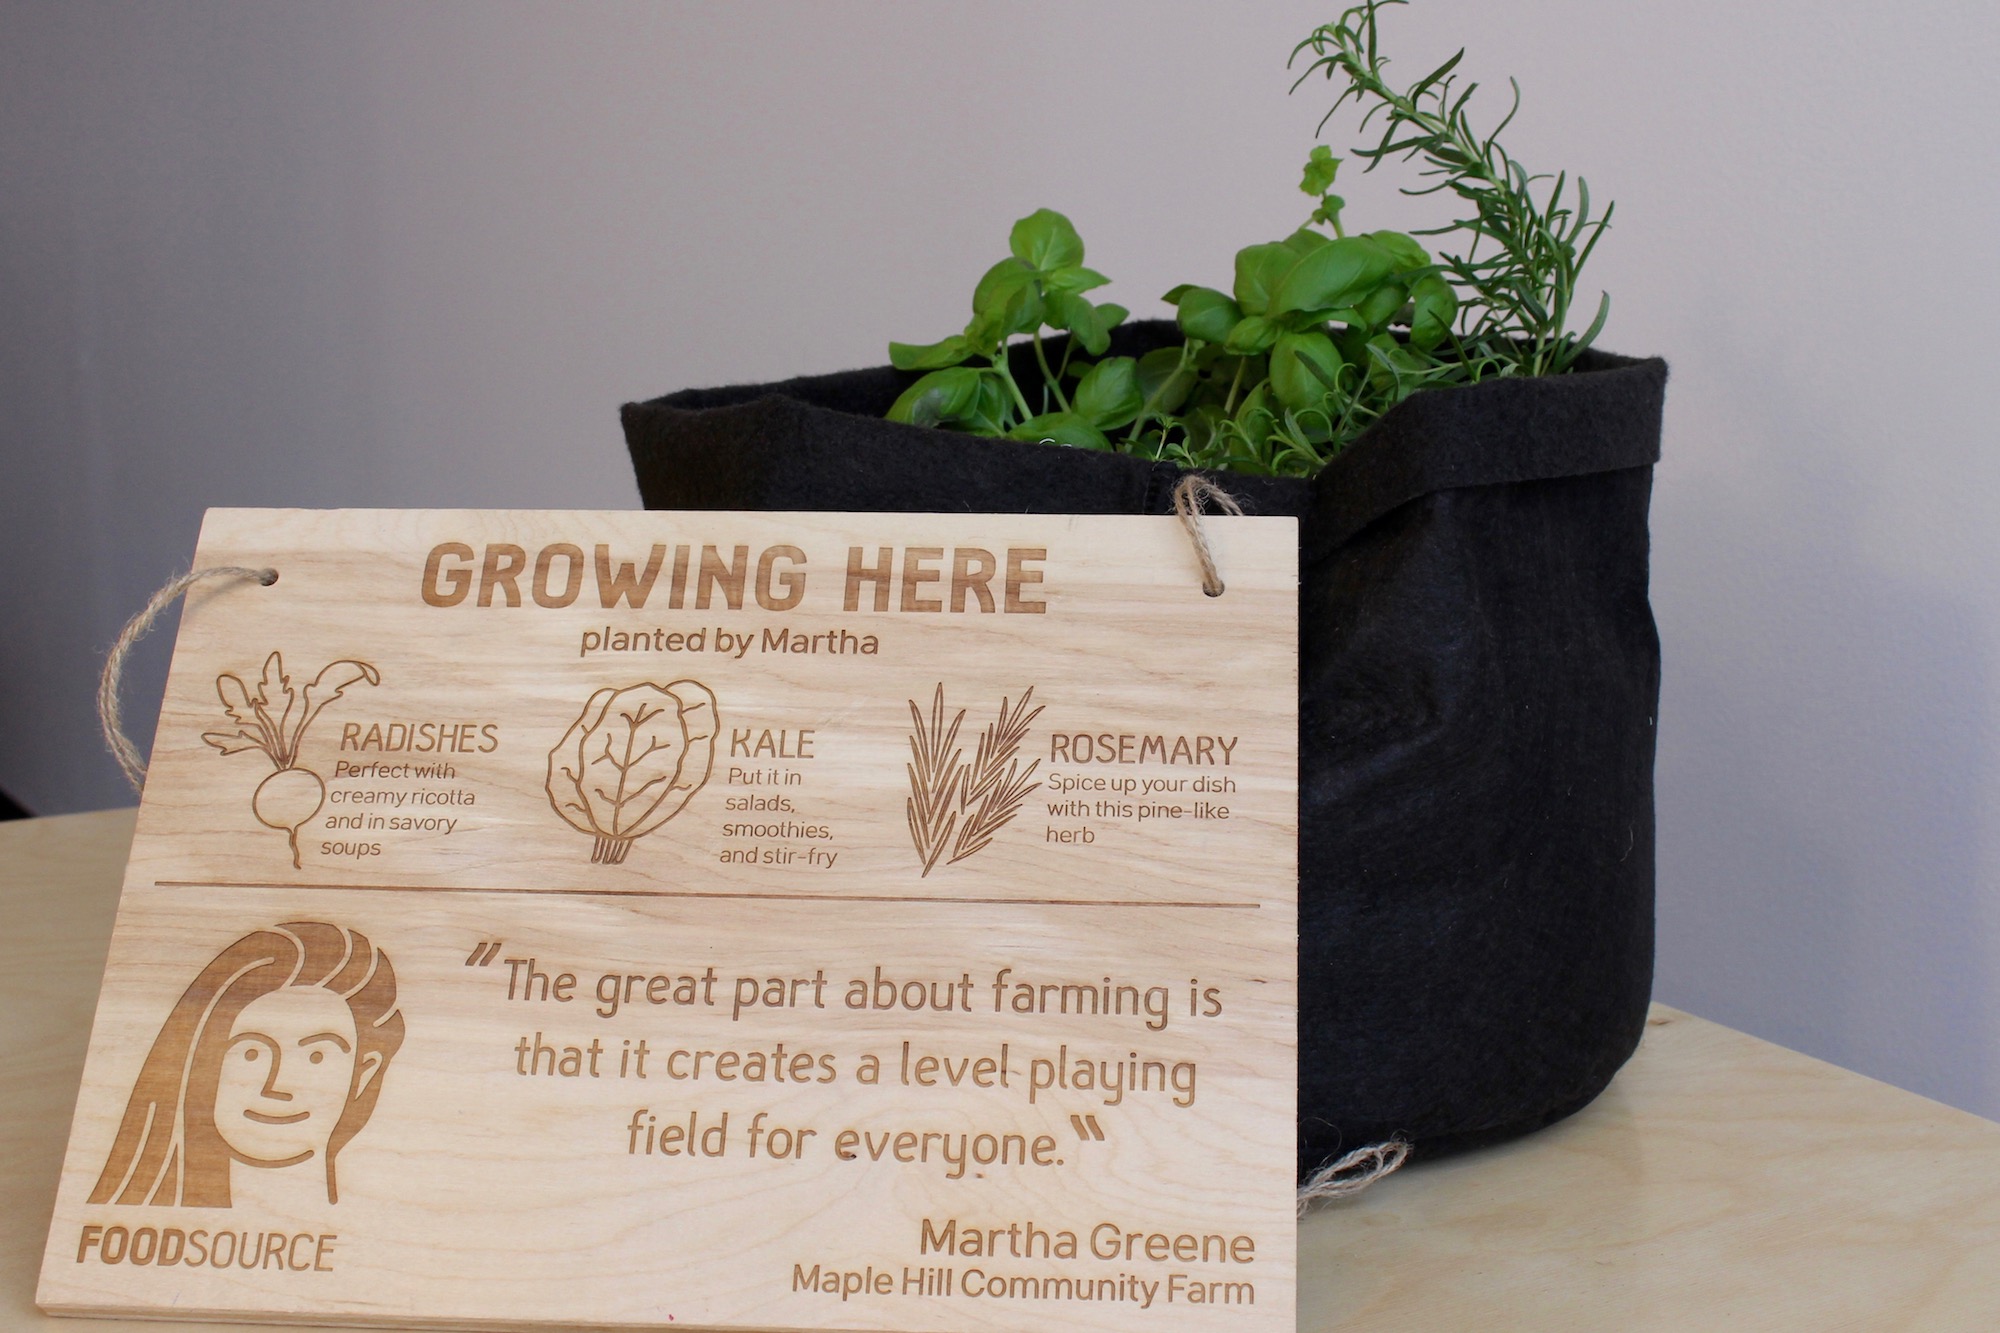 GROWING HERE
planted by Martha
RADISHES
Perfect with
creamy ricotta
and in savory
soups
KALE
Put it in
salads,
smoothies,
and stir-fry
ROSEMARY
Spice up your dish
with this pine-like
herb
"The great part about farming is
that it creates a level playing
field for everyone."
FOODSOURCE
Martha Greene
Maple Hill Community Farm